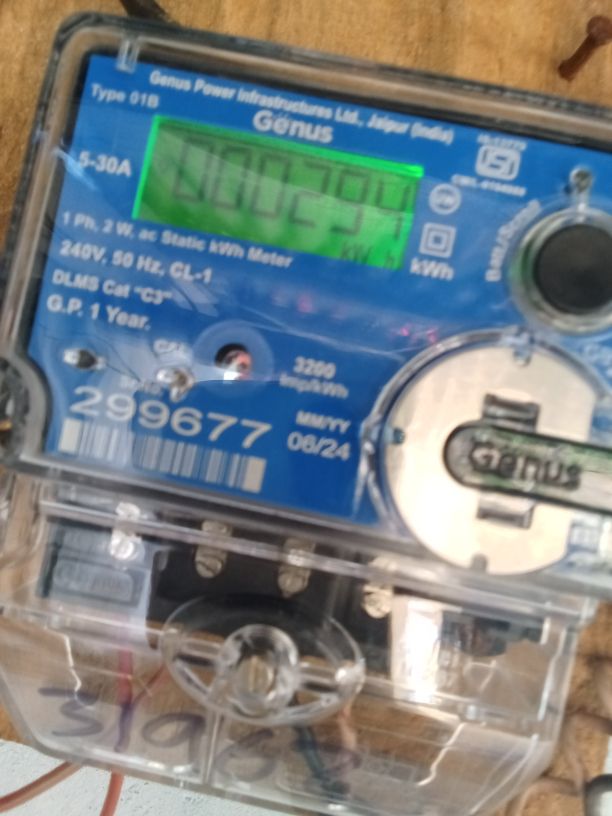 Genus Power Infrastructures Ltd., Jaipur (India)
Type 01B
Genus
5-30A
000294
kW h
kWh
1 Ph, 2 W, ac Static kWh Meter
240V, 50 Hz, CL-1
DLMS Cat "C3"
G.P. 1 Year.
CAL
3200
imp/kWh
299677
MM/YY
06/24
Genus